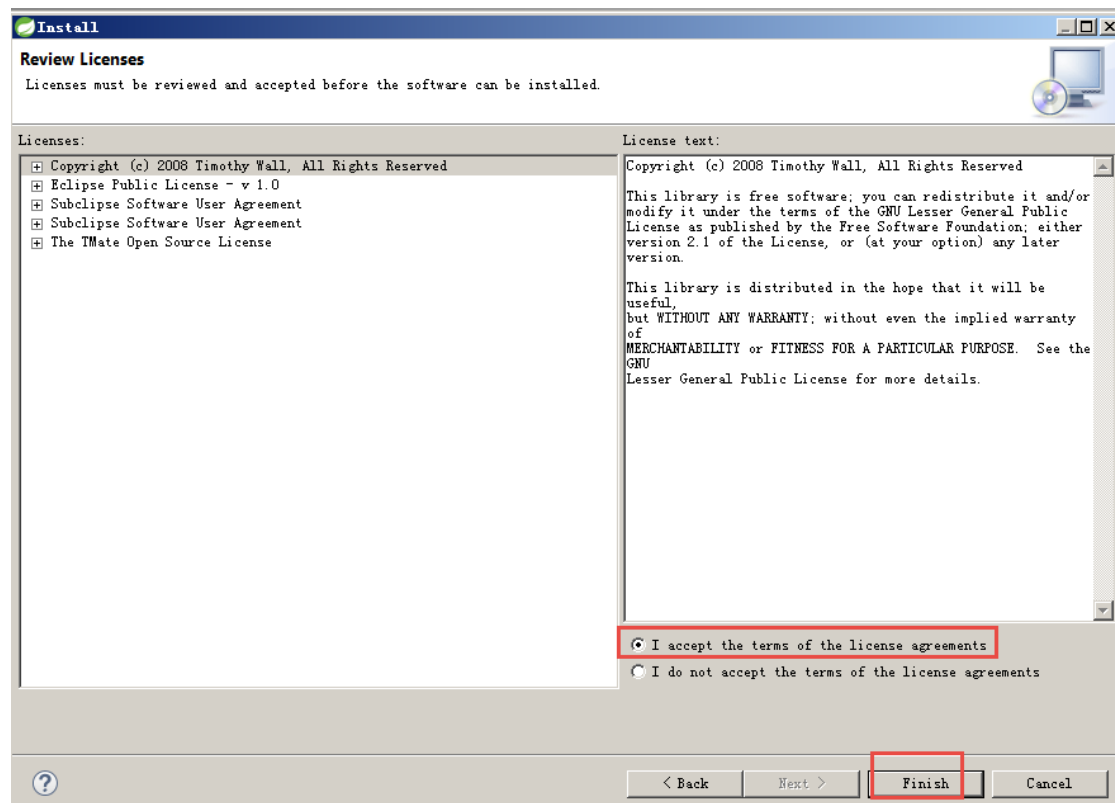 Install
Review Licenses
Licenses must be reviewed and accepted before the software can be installed.
Licenses:
Copyright (c) 2008 Timothy Wall, All Rights Reserved
Eclipse Public License - v 1.0
Subclipse Software User Agreement
Subclipse Software User Agreement
The TMate Open Source License
License text:
Copyright (c) 2008 Timothy Wall, All Rights Reserved
This library is free software; you can redistribute it and/or
modify it under the terms of the GNU Lesser General Public
License as published by the Free Software Foundation; either
version 2.1 of the License, or (at your option) any later
version.
This library is distributed in the hope that it will be
useful,
but WITHOUT ANY WARRANTY; without even the implied warranty
of
MERCHANTABILITY or FITNESS FOR A PARTICULAR PURPOSE.  See the
GNU
Lesser General Public License for more details.
I accept the terms of the license agreements
I do not accept the terms of the license agreements
?
< Back
Next >
Finish
Cancel